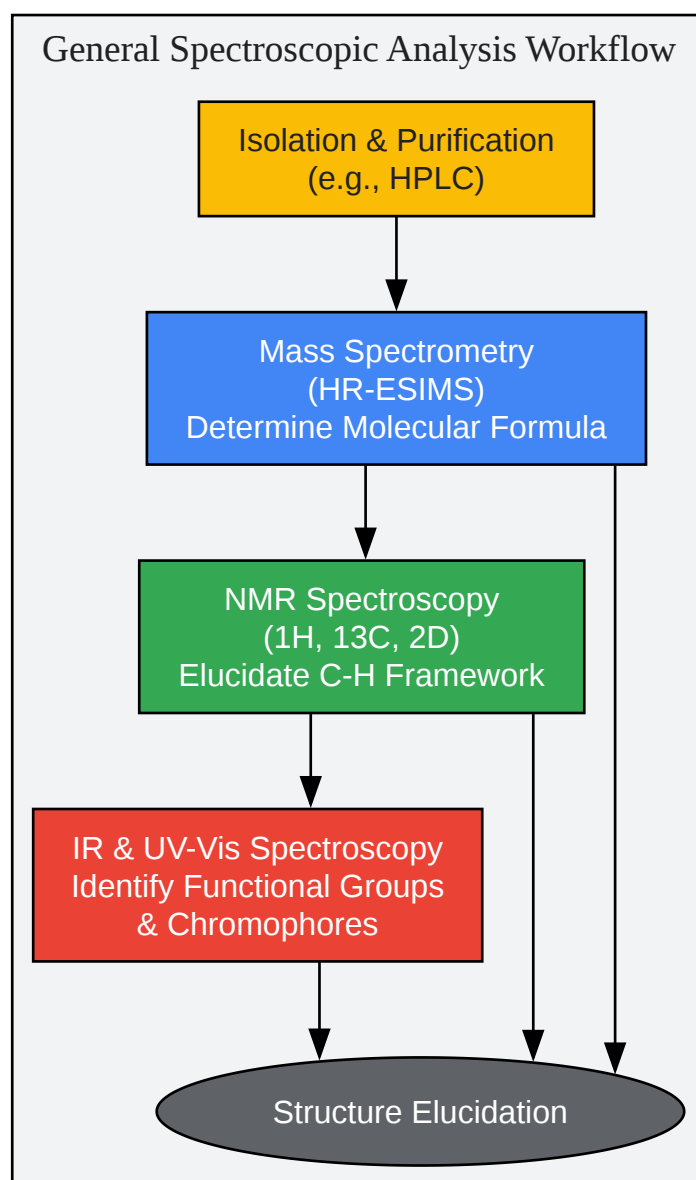 General Spectroscopic Analysis Workflow
Isolation & Purification
(e.g., HPLC)
Mass Spectrometry
(HR-ESIMS)
Determine Molecular Formula
NMR Spectroscopy
(1H, 13C, 2D)
Elucidate C-H Framework
IR & UV-Vis Spectroscopy
Identify Functional Groups
& Chromophores
Structure Elucidation